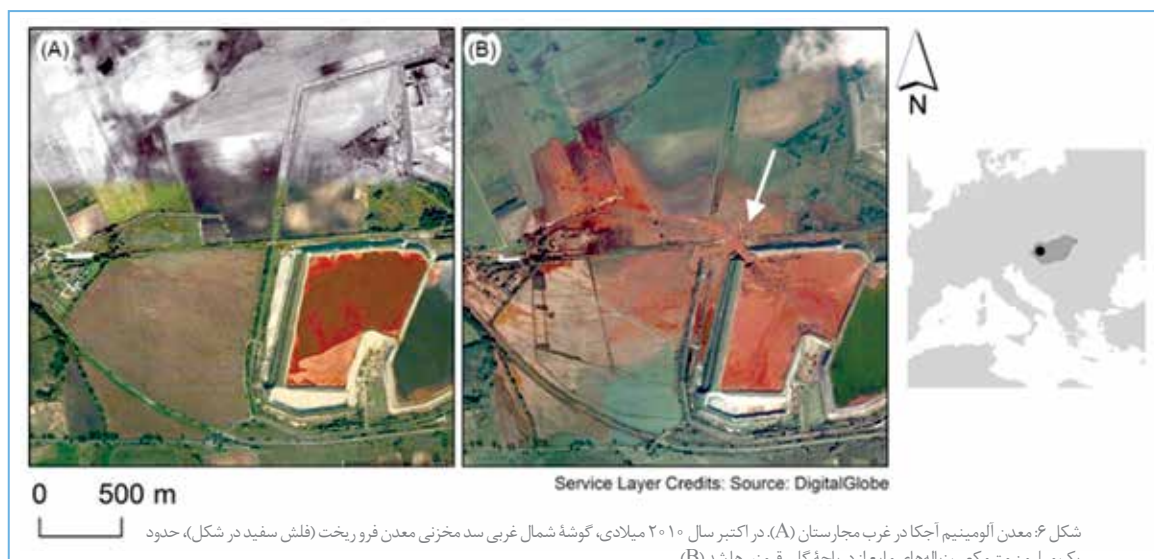 (A)
(B)
N
0 500 m
Service Layer Credits: Source: DigitalGlobe
شکل ۶: معدن آلومینیم آجکا در غرب مجارستان (A). در اکتبر سال ۲۰۱۰ میلادی، گوشهٔ شمال غربی سد مخزنی معدن فرو ریخت (فلش سفید در شکل)، حدود
(B)